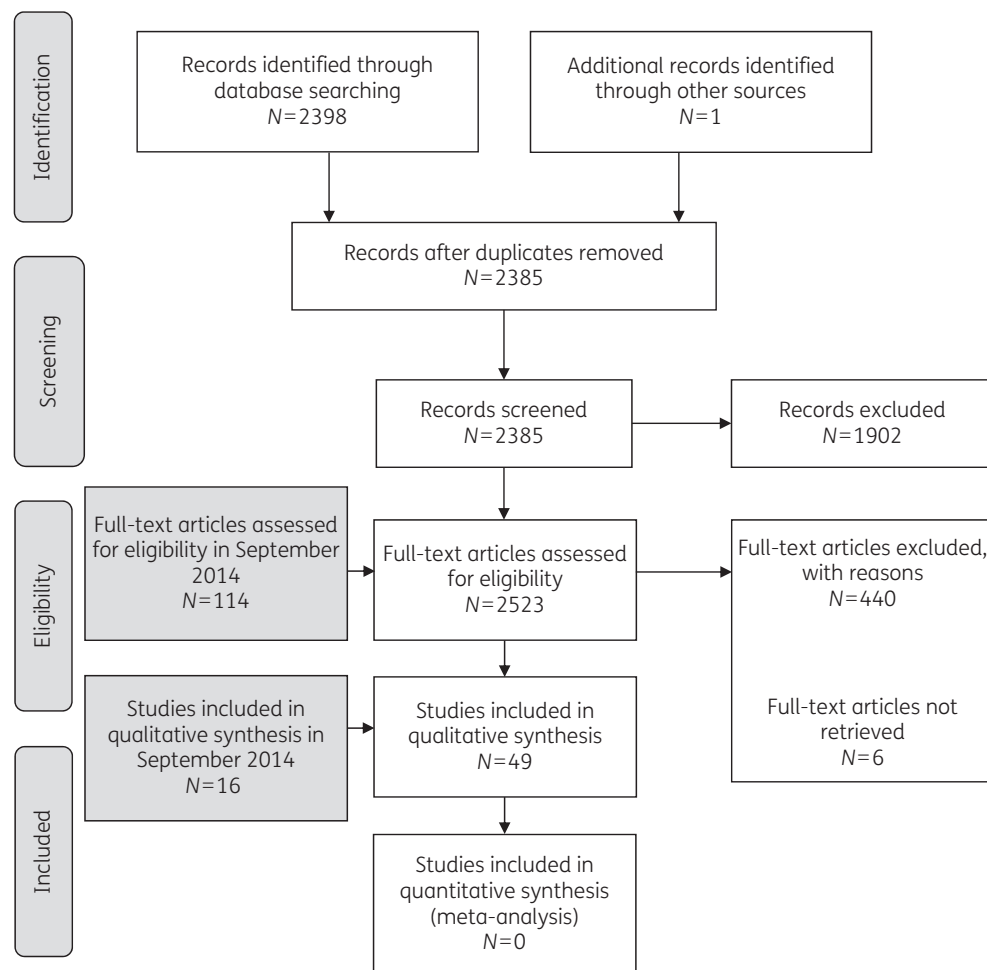 Identification
Records identified through
database searching
N=2398
Additional records identified
through other sources
N=1
Records after duplicates removed
N=2385
Screening
Records screened
N=2385
Records excluded
N=1902
Eligibility
Full-text articles assessed
for eligibility in September
2014
N=114
Full-text articles assessed
for eligibility
N=2523
Full-text articles excluded,
with reasons
N=440
Full-text articles not
retrieved
N=6
Studies included in
qualitative synthesis in
September 2014
N=16
Studies included in
qualitative synthesis
N=49
Included
Studies included in
quantitative synthesis
(meta-analysis)
N=0